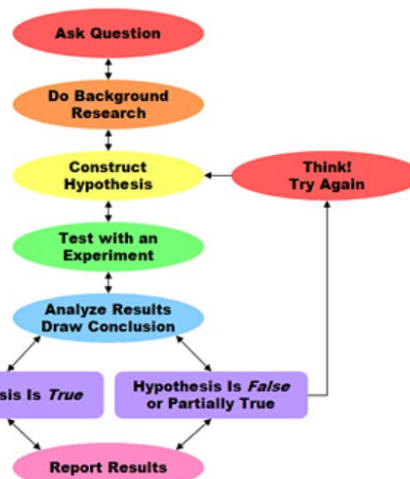 Ask Question
Do Background
Research
Construct
Hypothesis
Think!
Try Again
Test with an
Experiment
Analyze Results
Draw Conclusion
Is True
Hypothesis Is False
or Partially True
Report Results